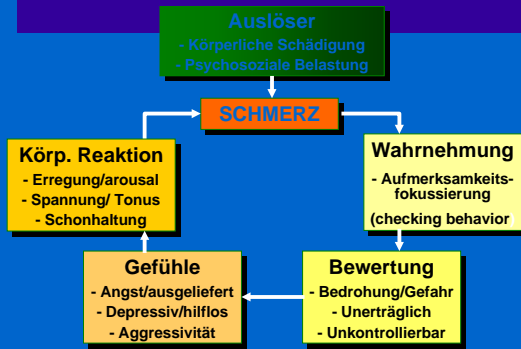 Auslöser
- Körperliche Schädigung
- Psychosoziale Belastung
SCHMERZ
Wahrnehmung
- Aufmerksamkeits-
fokussierung
(checking behavior
Bewertung
- Bedrohung/Gefahr
- Unerträglich
- Unkontrollierbar
Gefühle
- Angst/ausgeliefert
- Depressiv/hilflos
- Aggressivität
Körp. Reaktion
- Erregung/arousal
- Spannung/ Tonus
- Schonhaltung